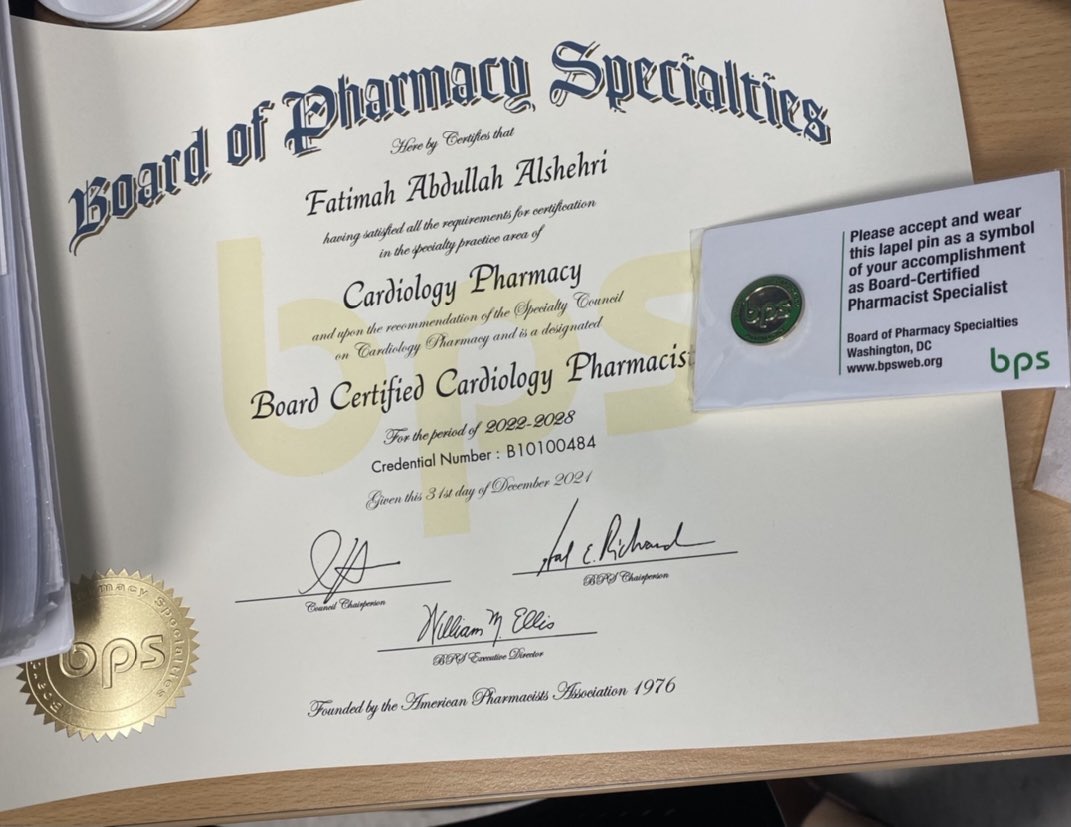 Board of Pharmacy Specialties
Here by Certifies that
Fatimah Abdullah Alshehri
having satisfied all the requirements for certification
in the specialty practice area of
Cardiology Pharmacy
and upon the recommendation of the Specialty Council
on Cardiology Pharmacy and is a designated
Board Certified Cardiology Pharmacist
For the period of 2022-2028
Credential Number : B10100484
Given this 31st day of December 2021
Council Chairperson
BPS Chairperson
William M Ellis
BPS Executive Director
Founded by the American Pharmacists Association 1976
bps
bps
Please accept and wear
this lapel pin as a symbol
of your accomplishment
as Board-Certified
Pharmacist Specialist
Board of Pharmacy Specialties
Washington, DC
www.bpsweb.org
bps
bps